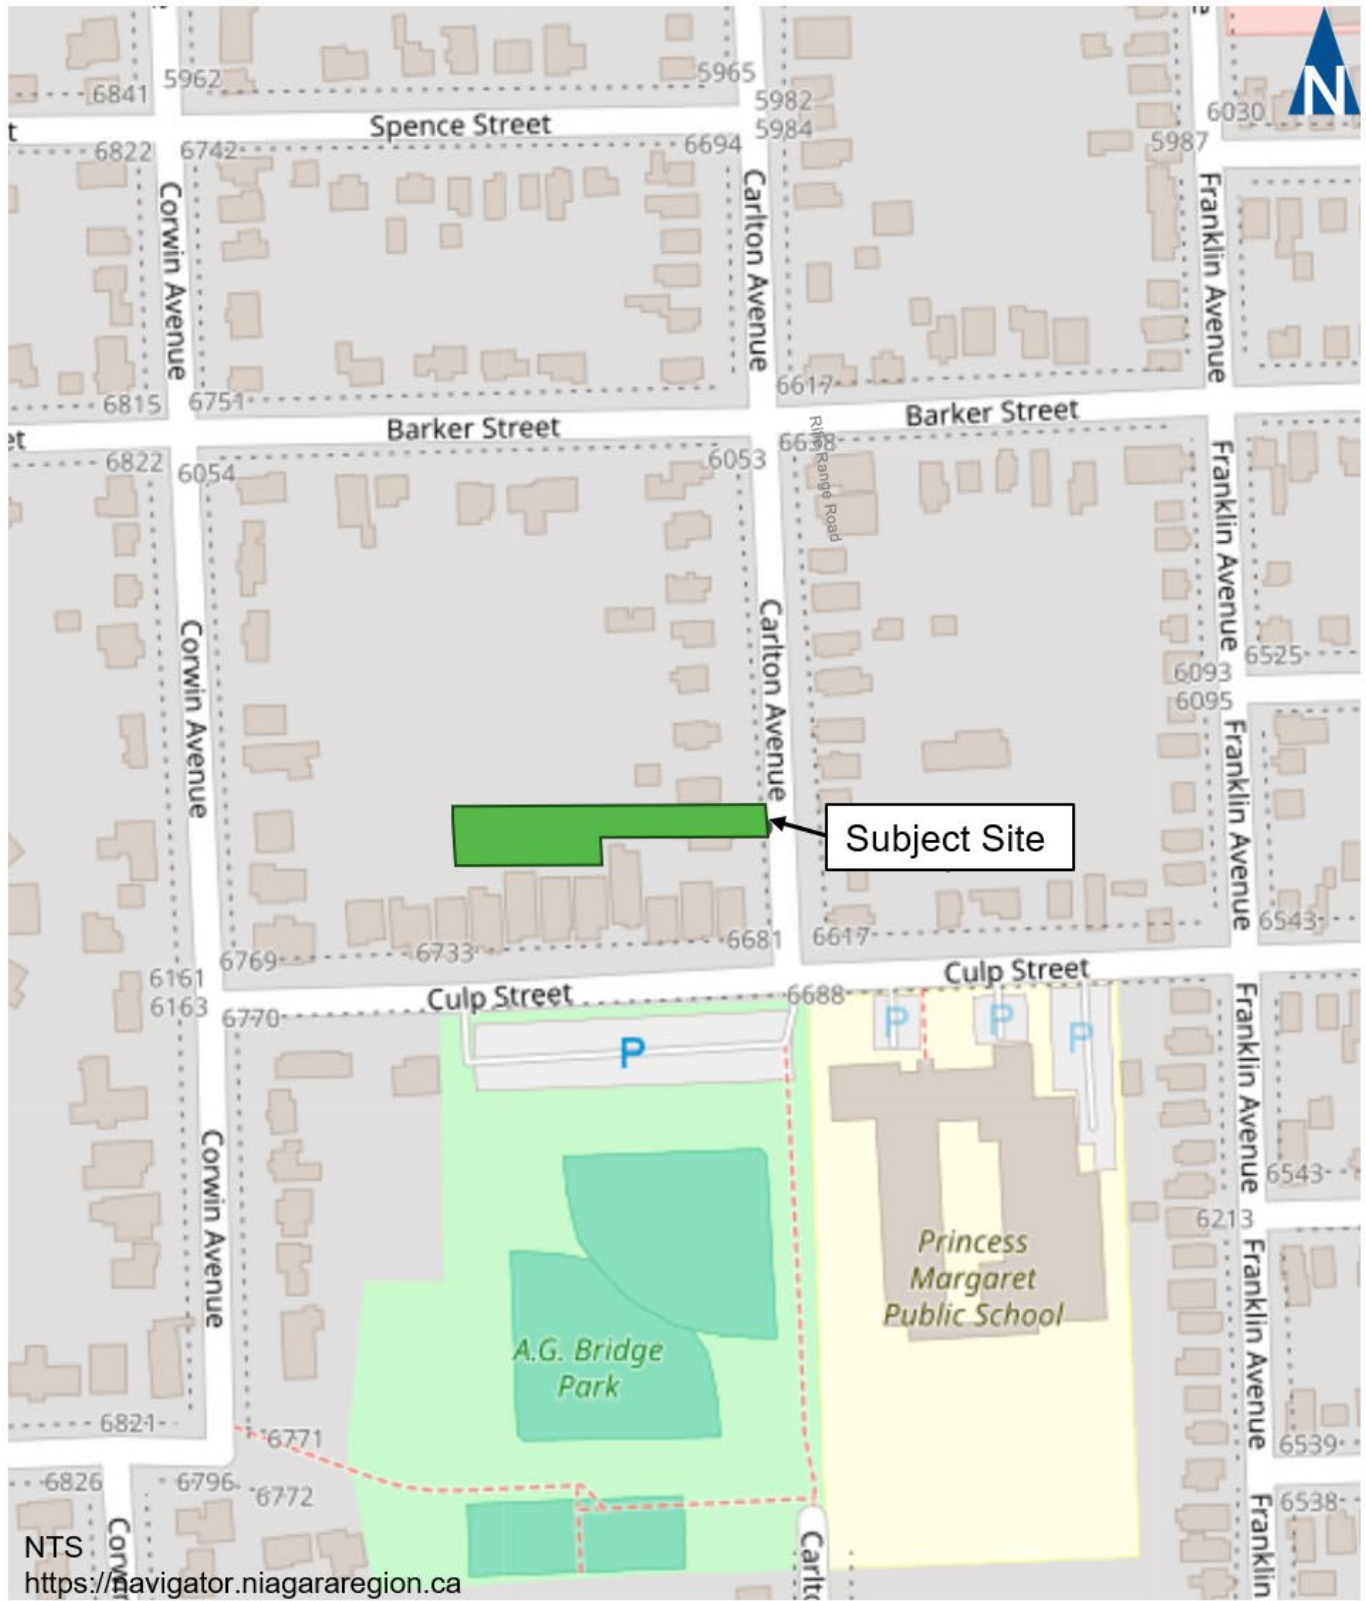 N
5962
5965
6841
5982
6030
Spence Street
5984
t
6822
6742
6694
5987
Corwin Avenue
Carlton Avenue
Franklin Avenue
6815
6751
6617
Barker Street
Barker Street
et
6822
6054
6053
Rifle Range Road
Franklin Avenue
Corwin Avenue
Carlton Avenue
6525
6093
6095
Franklin Avenue
Subject Site
6543
6769
6733
6681
6617
6161
6163
Culp Street
Culp Street
6770
6688
P
P
P
P
Franklin Avenue
Corwin Avenue
6543
6213
Princess
Margaret
Public School
Franklin Avenue
A.G. Bridge
Park
6821
6771
6539
6826
6796
6772
6538
Corwi
Carlto
Franklin
NTS
https://navigator.niagararegion.ca